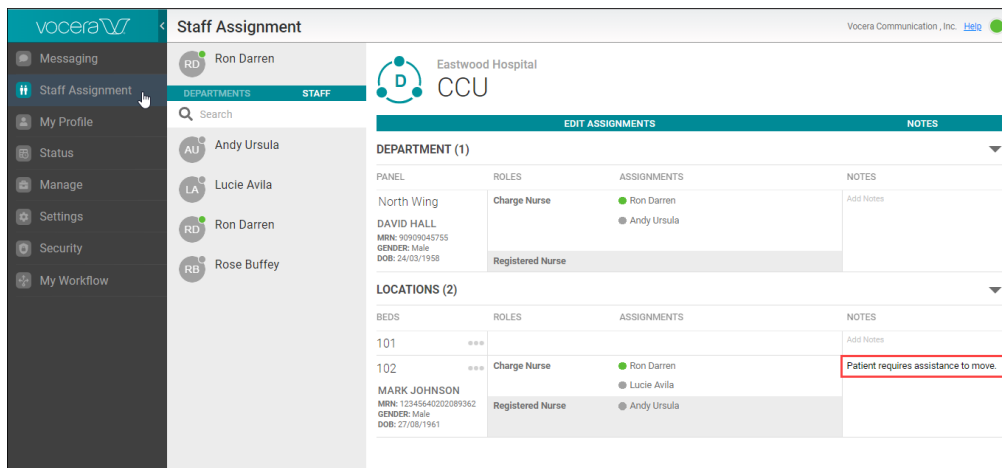 vocera
Staff Assignment
Vocera Communication , Inc. Help
Messaging
Staff Assignment
My Profile
Status
Manage
Settings
Security
My Workflow
RD Ron Darren
DEPARTMENTS STAFF
Search
AU Andy Ursula
LA Lucie Avila
RD Ron Darren
RB Rose Buffey
D
Eastwood Hospital
CCU
EDIT ASSIGNMENTS NOTES
DEPARTMENT (1)
PANEL ROLES ASSIGNMENTS NOTES
North Wing Charge Nurse Ron Darren Add Notes
Andy Ursula
DAVID HALL
MRN: 90909045755
GENDER: Male
DOB: 24/03/1958
Registered Nurse
LOCATIONS (2)
BEDS ROLES ASSIGNMENTS NOTES
101 Add Notes
102 Charge Nurse Ron Darren Patient requires assistance to move.
Lucie Avila
MARK JOHNSON
MRN: 12345640202089362
GENDER: Male
DOB: 27/08/1961
Registered Nurse Andy Ursula